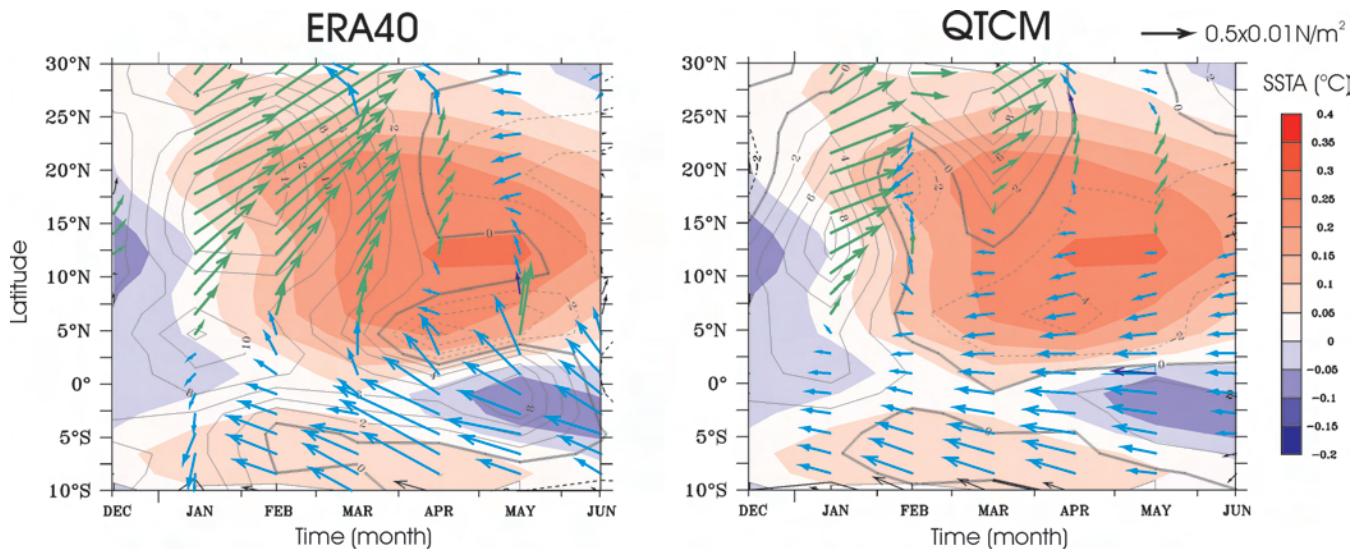 ERA40
QTCM
0.5x0.01N/m²
SSTA (°C)
30°N
25°N
20°N
15°N
10°N
5°N
0°
5°S
10°S
Latitude
DEC JAN FEB MAR APR MAY JUN
Time (month)
30°N
25°N
20°N
15°N
10°N
5°N
0°
5°S
10°S
DEC JAN FEB MAR APR MAY JUN
Time (month)
0.4
0.35
0.3
0.25
0.2
0.15
0.1
0.05
0
-0.05
-0.1
-0.15
-0.2